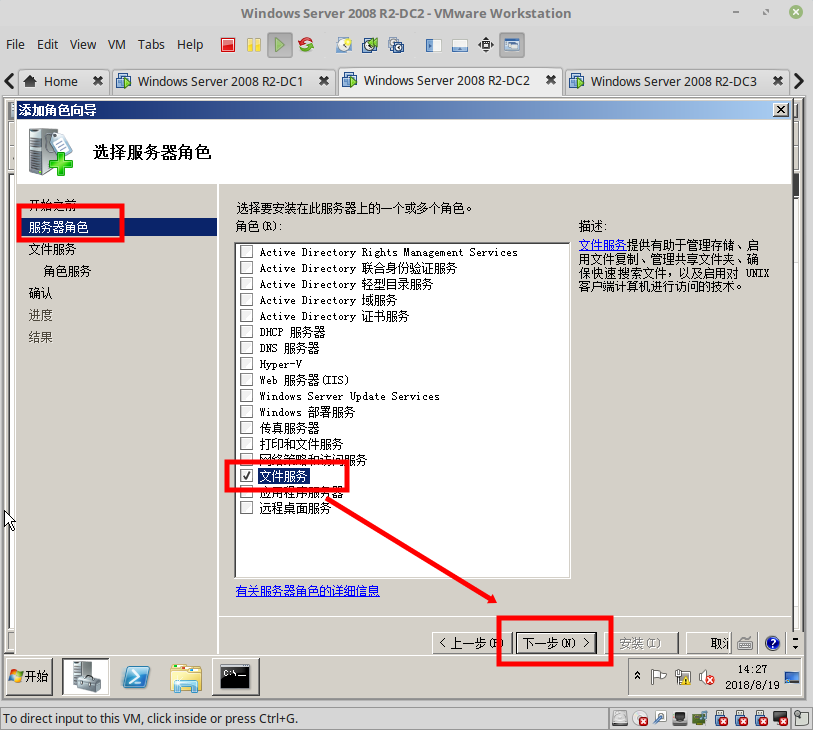 Windows Server 2008 R2-DC2 - VMware Workstation
File Edit View VM Tabs Help
Home Windows Server 2008 R2-DC1 Windows Server 2008 R2-DC2 Windows Server 2008 R2-DC3
添加角色向导
选择服务器角色
开始之前
服务器角色
文件服务
角色服务
确认
进度
结果
选择要安装在此服务器上的一个或多个角色。
角色(R):
Active Directory Rights Management Services
Active Directory 联合身份验证服务
Active Directory 轻型目录服务
Active Directory 域服务
Active Directory 证书服务
DHCP 服务器
DNS 服务器
Hyper-V
Web 服务器(IIS)
Windows Server Update Services
Windows 部署服务
传真服务器
打印和文件服务
网络策略和访问服务
文件服务
应用程序服务器
远程桌面服务
有关服务器角色的详细信息
描述:
文件服务提供有助于管理存储、启
用文件复制、管理共享文件夹、确
保快速搜索文件，以及启用对 UNIX
客户端计算机进行访问的技术。
< 上一步(P) 下一步(N) > 安装(I) 取消
开始
C:\_
14:27
2018/8/19
To direct input to this VM, click inside or press Ctrl+G.